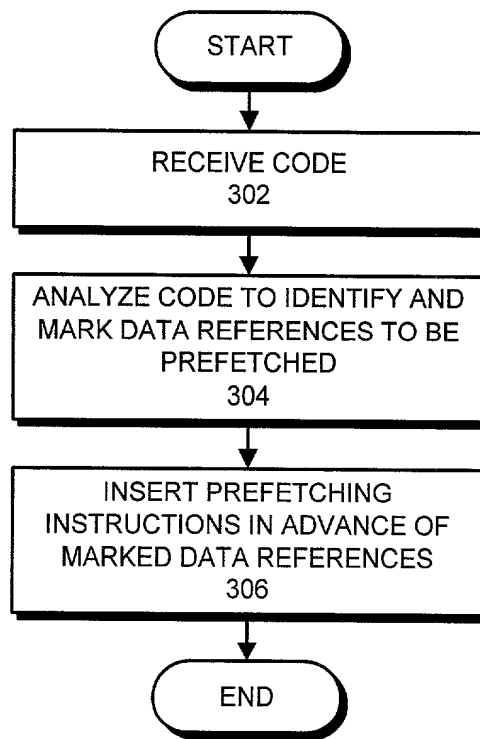 START
RECEIVE CODE
302
ANALYZE CODE TO IDENTIFY AND
MARK DATA REFERENCES TO BE
PREFETCHED
304
INSERT PREFETCHING
INSTRUCTIONS IN ADVANCE OF
MARKED DATA REFERENCES
306
END